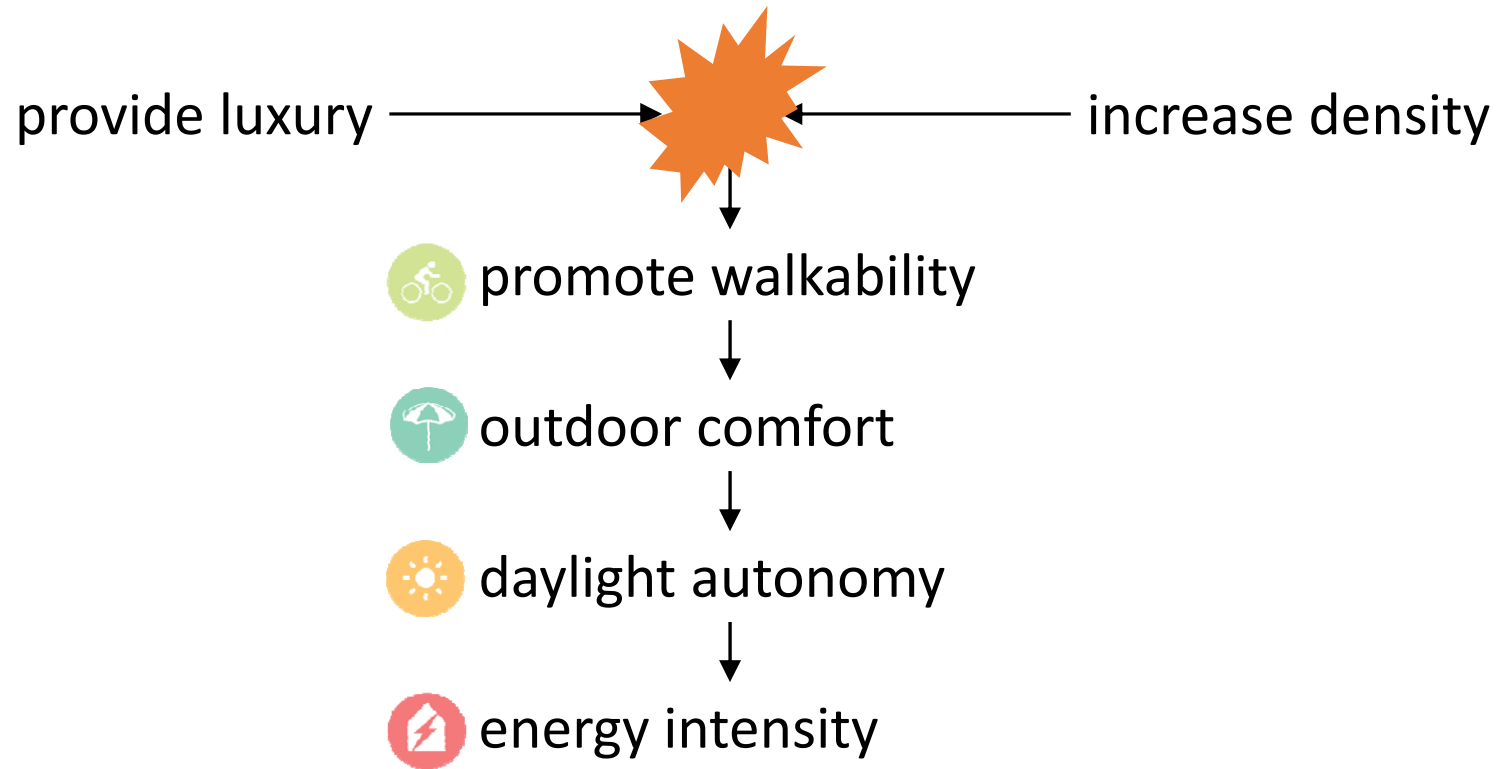 provide luxury
increase density
promote walkability
outdoor comfort
daylight autonomy
energy intensity